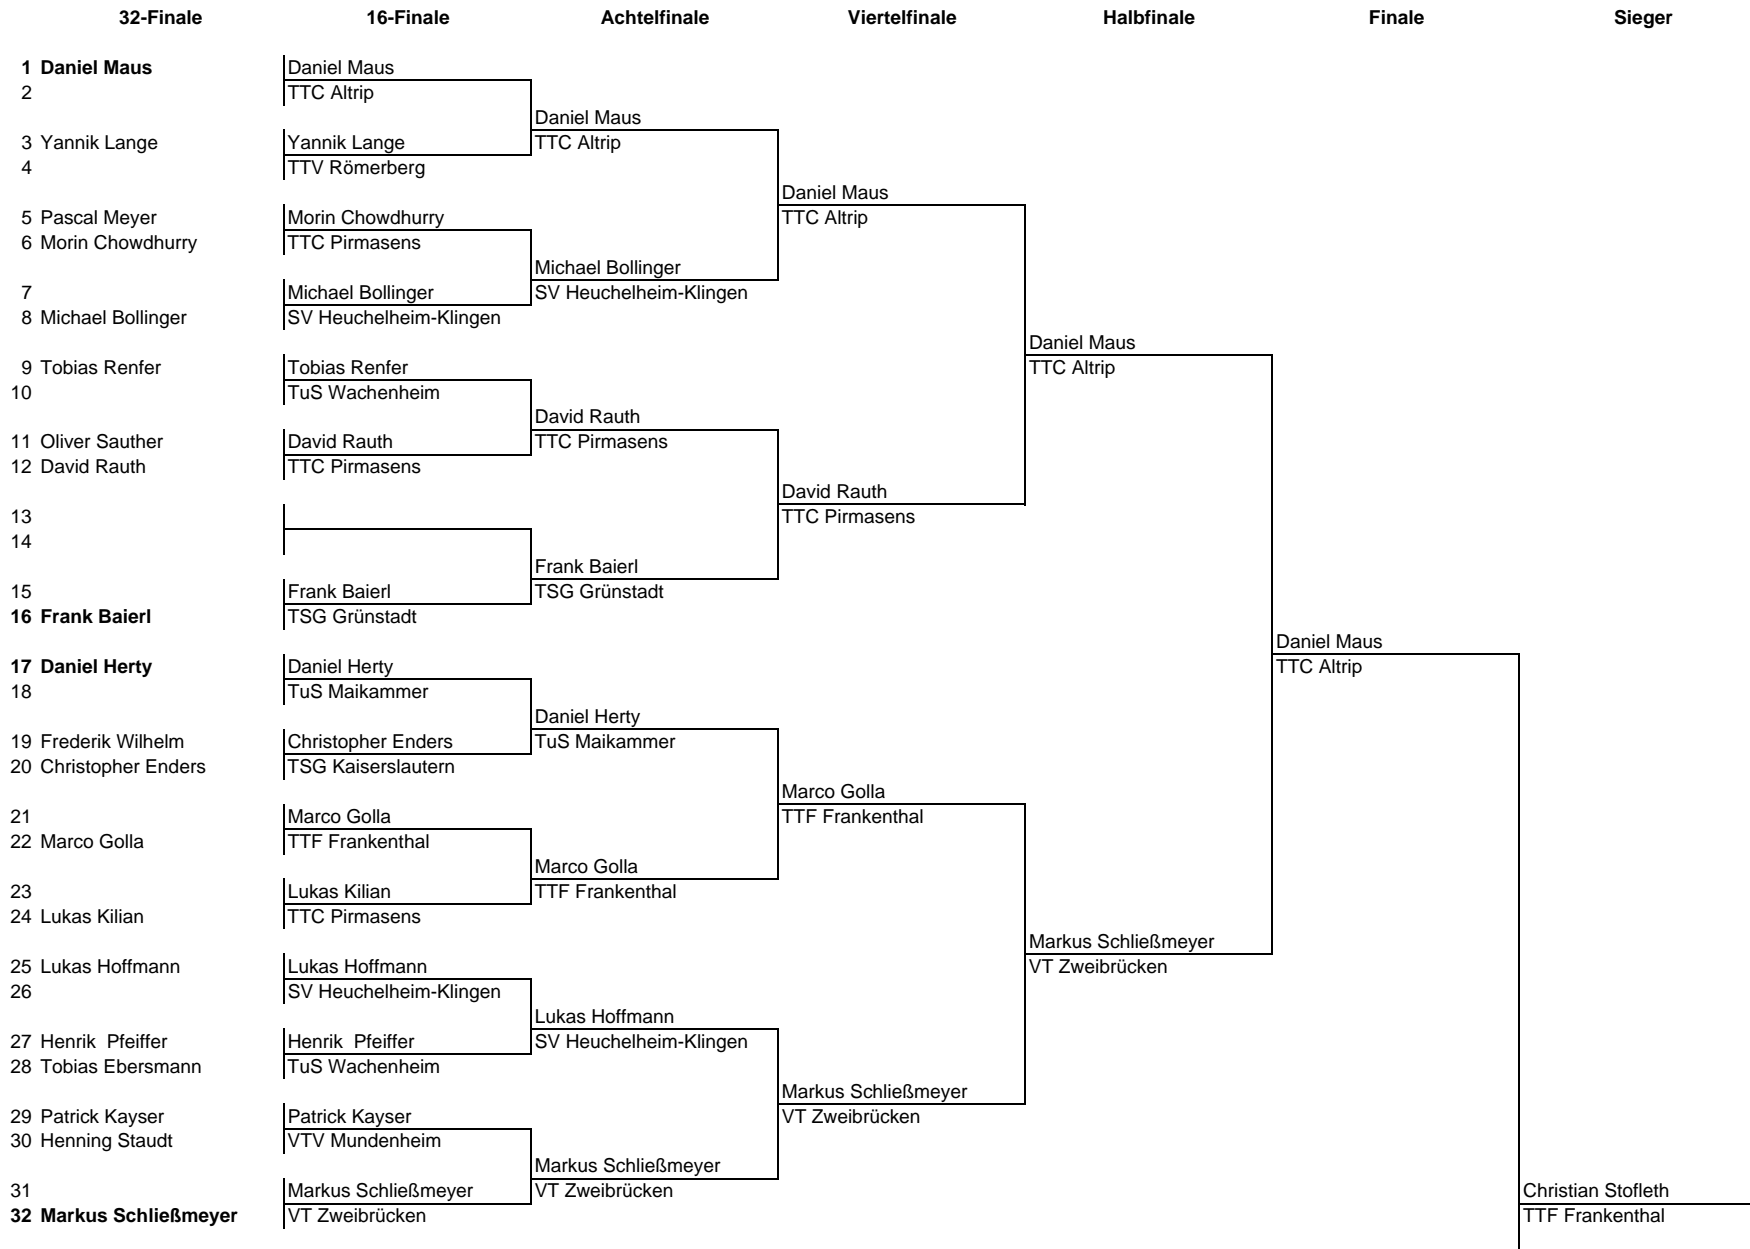 32-Finale 16-Finale Achtelfinale Viertelfinale Halbfinale Finale Sieger
1 Daniel Maus Daniel Maus
2 TTC Altrip
Daniel Maus
3 Yannik Lange Yannik Lange TTC Altrip
4 TTV Römerberg
Daniel Maus
5 Pascal Meyer Morin Chowdhurry TTC Altrip
6 Morin Chowdhurry TTC Pirmasens
Michael Bollinger
7 Michael Bollinger SV Heuchelheim-Klingen
8 Michael Bollinger SV Heuchelheim-Klingen
Daniel Maus
9 Tobias Renfer Tobias Renfer TTC Altrip
10 TuS Wachenheim
David Rauth
11 Oliver Sauther David Rauth TTC Pirmasens
12 David Rauth TTC Pirmasens
David Rauth
13 TTC Pirmasens
14
Frank Baierl
15 Frank Baierl TSG Grünstadt
16 Frank Baierl TSG Grünstadt
Daniel Maus
17 Daniel Herty Daniel Herty TTC Altrip
18 TuS Maikammer
Daniel Herty
19 Frederik Wilhelm Christopher Enders TuS Maikammer
20 Christopher Enders TSG Kaiserslautern
Marco Golla
21 Marco Golla TTF Frankenthal
22 Marco Golla TTF Frankenthal
Marco Golla
23 Lukas Kilian TTF Frankenthal
24 Lukas Kilian TTC Pirmasens
Markus Schließmeyer
25 Lukas Hoffmann Lukas Hoffmann VT Zweibrücken
26 SV Heuchelheim-Klingen
Lukas Hoffmann
27 Henrik  Pfeiffer Henrik  Pfeiffer SV Heuchelheim-Klingen
28 Tobias Ebersmann TuS Wachenheim
Markus Schließmeyer
29 Patrick Kayser Patrick Kayser VT Zweibrücken
30 Henning Staudt VTV Mundenheim
Markus Schließmeyer
31 Markus Schließmeyer VT Zweibrücken Christian Stofleth
32 Markus Schließmeyer VT Zweibrücken TTF Frankenthal